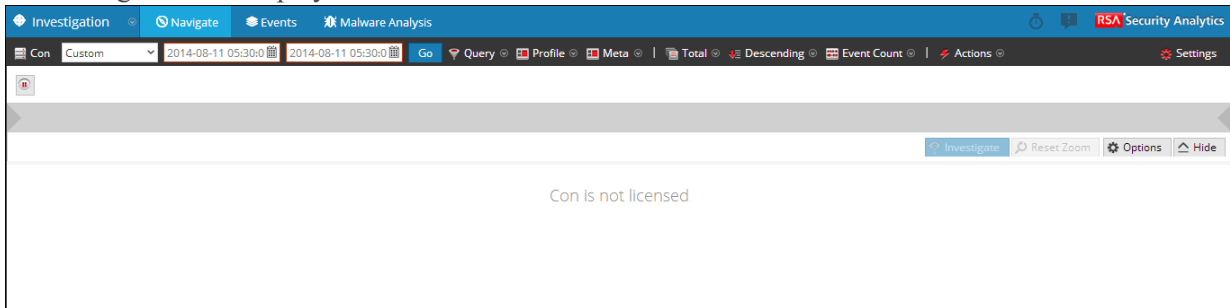 Investigation Navigate Events Malware Analysis RSA Security Analytics
Con Custom 2014-08-11 05:30:0 2014-08-11 05:30:0 Go Query Profile Meta | Total Descending Event Count | Actions Settings
Investigate Reset Zoom Options Hide
Con is not licensed